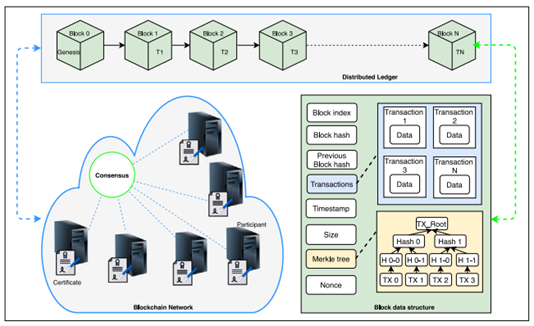 Block 0
Genesis
Block 1
T1
Block 2
T2
Block 3
T3
Block N
TN
Distributed Ledger
Consensus
Participant
Certificate
Blockchain Network
Block index
Block hash
Previous
Block hash
Transactions
Timestamp
Size
Merkle tree
Nonce
Transaction
1
Data
Transaction
2
Data
Transaction
3
Data
Transaction
N
Data
TX_Root
Hash 0
Hash 1
H 0-0
H 0-1
H 1-0
H 1-1
TX 0
TX 1
TX 2
TX 3
Block data structure